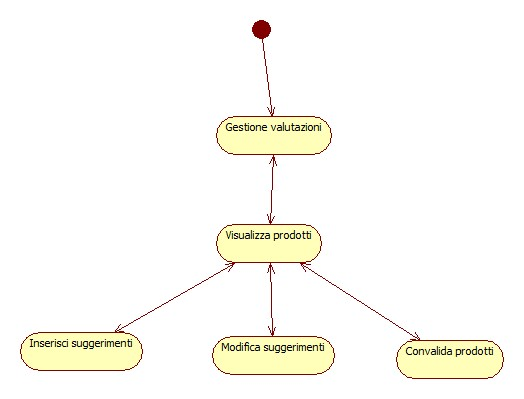 Gestione valutazioni
Visualizza prodotti
Inserisci suggerimenti
Modifica suggerimenti
Convalida prodotti